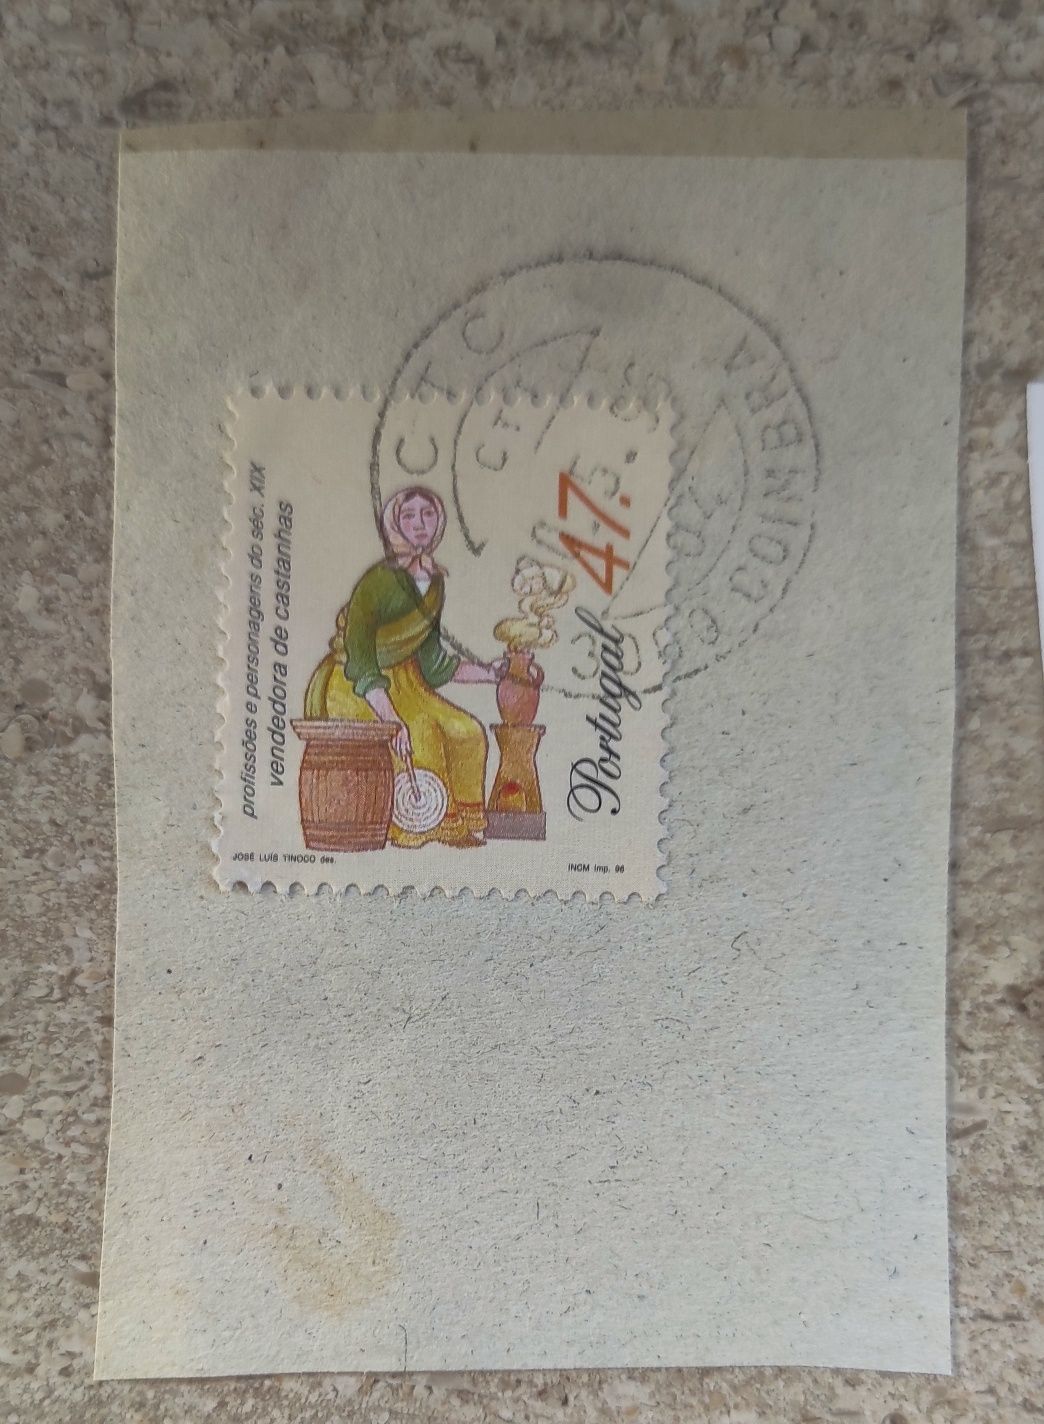 profissões e personagens do séc. XIX
vendedora de castanhas
47.
Portugal
JOSÉ LUÍS TINOCO des.
INCM imp. 96
CTC
COIMBRA